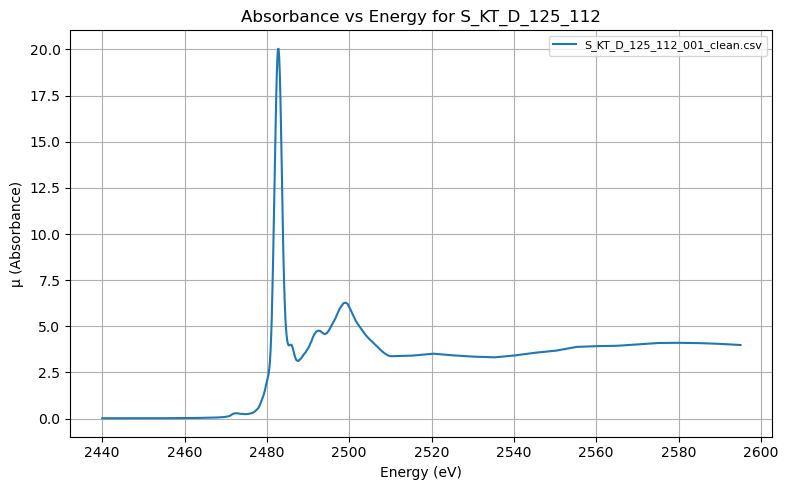 Absorbance vs Energy for S_KT_D_125_112
S_KT_D_125_112_001_clean.csv
20.0
17.5
15.0
12.5
10.0
7.5
5.0
2.5
0.0
μ (Absorbance)
2440 2460 2480 2500 2520 2540 2560 2580 2600
Energy (eV)